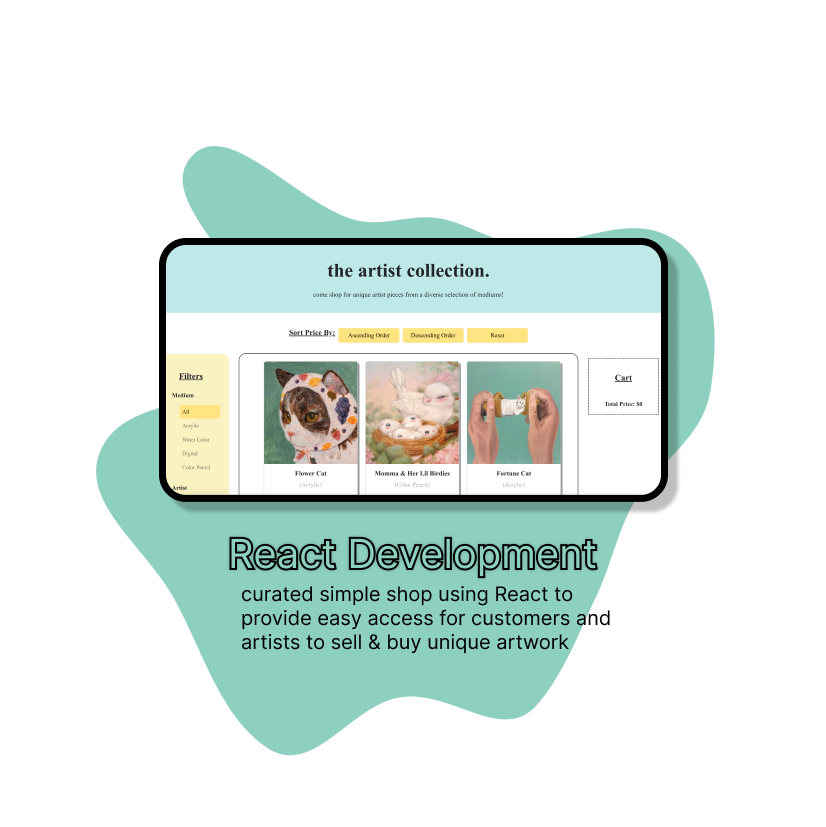 the artist collection.
come shop for unique artist pieces from a diverse selection of mediums!
Sort Price By: Ascending Order Descending Order Reset
Filters
Medium
All
Acrylic
Water Color
Digital
Color Pencil
Artist
Flower Cat
(Acrylic)
Momma & Her Lil Birdies
(Color Pencil)
Fortune Cat
(Acrylic)
Cart
Total Price: $0
React Development
curated simple shop using React to
provide easy access for customers and
artists to sell & buy unique artwork